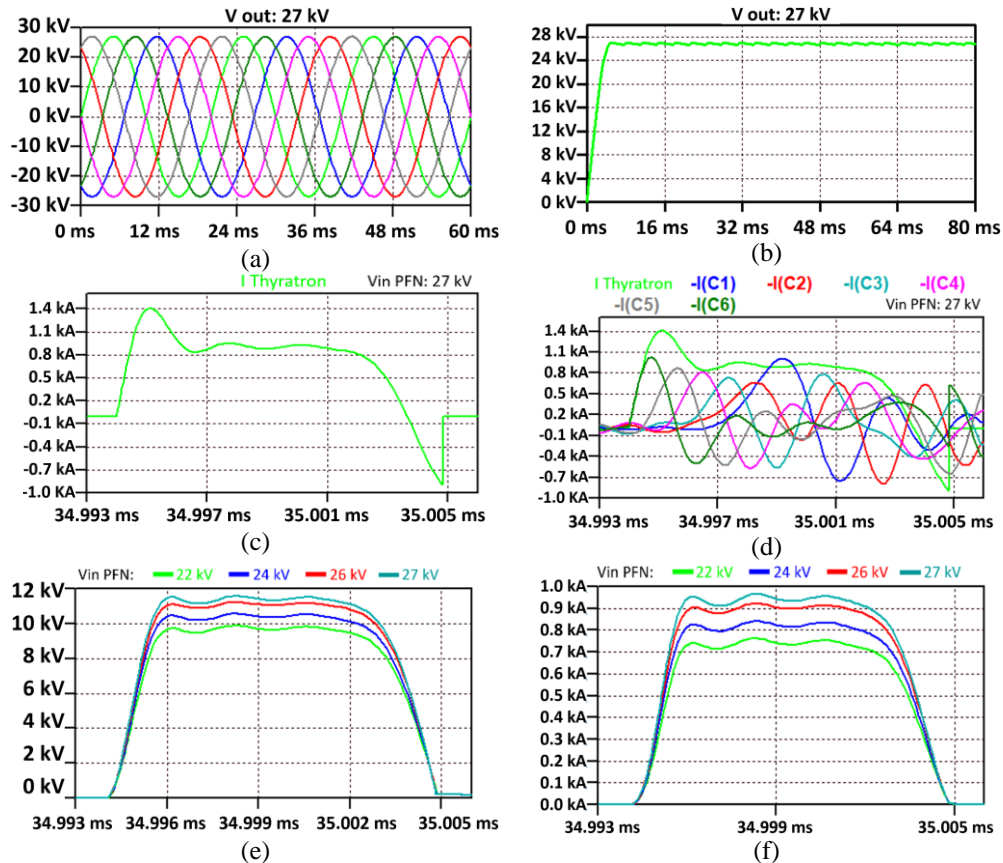 V out: 27 kV
30 kV
20 kV
10 kV
0 kV
-10 kV
-20 kV
-30 kV
0 ms 12 ms 24 ms 36 ms 48 ms 60 ms
(a)
V out: 27 kV
28 kV
24 kV
20 kV
16 kV
12 kV
8 kV
4 kV
0 kV
0 ms 16 ms 32 ms 48 ms 64 ms 80 ms
(b)
I Thyratron Vin PFN: 27 kV
1.4 kA
1.1 kA
0.8 kA
0.5 kA
0.2 kA
-0.1 kA
-0.4 kA
-0.7 kA
-1.0 KA
34.993 ms 34.997 ms 35.001 ms 35.005 ms
(c)
I Thyratron -I(C1) -I(C2) -I(C3) -I(C4)
-I(C5) -I(C6) Vin PFN: 27 kV
1.4 kA
1.1 kA
0.8 kA
0.5 kA
0.2 kA
-0.1 kA
-0.4 kA
-0.7 kA
-1.0 KA
34.993 ms 34.997 ms 35.001 ms 35.005 ms
(d)
Vin PFN: 22 kV 24 kV 26 kV 27 kV
12 kV
10 kV
8 kV
6 kV
4 kV
2 kV
0 kV
34.993 ms 34.996 ms 34.999 ms 35.002 ms 35.005 ms
(e)
Vin PFN: 22 kV 24 kV 26 kV 27 kV
1.0 kA
0.9 kA
0.8 kA
0.7 kA
0.6 kA
0.5 kA
0.4 kA
0.3 kA
0.2 kA
0.1 kA
0.0 kA
34.993 ms 34.999 ms 35.005 ms
(f)